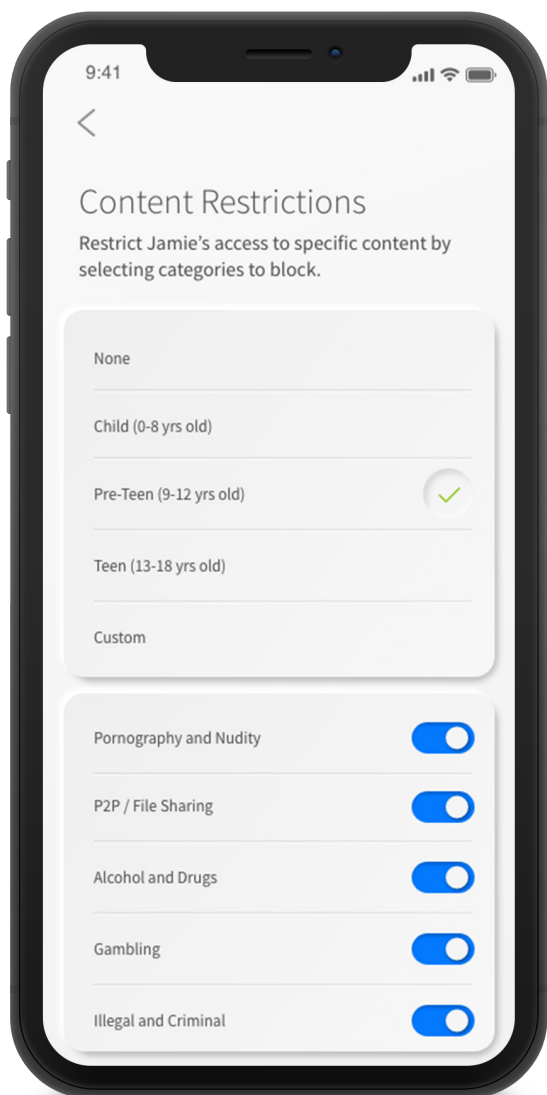 9:41
Content Restrictions
Restrict Jamie’s access to specific content by
selecting categories to block.
None
Child (0-8 yrs old)
Pre-Teen (9-12 yrs old)
Teen (13-18 yrs old)
Custom
Pornography and Nudity
P2P / File Sharing
Alcohol and Drugs
Gambling
Illegal and Criminal